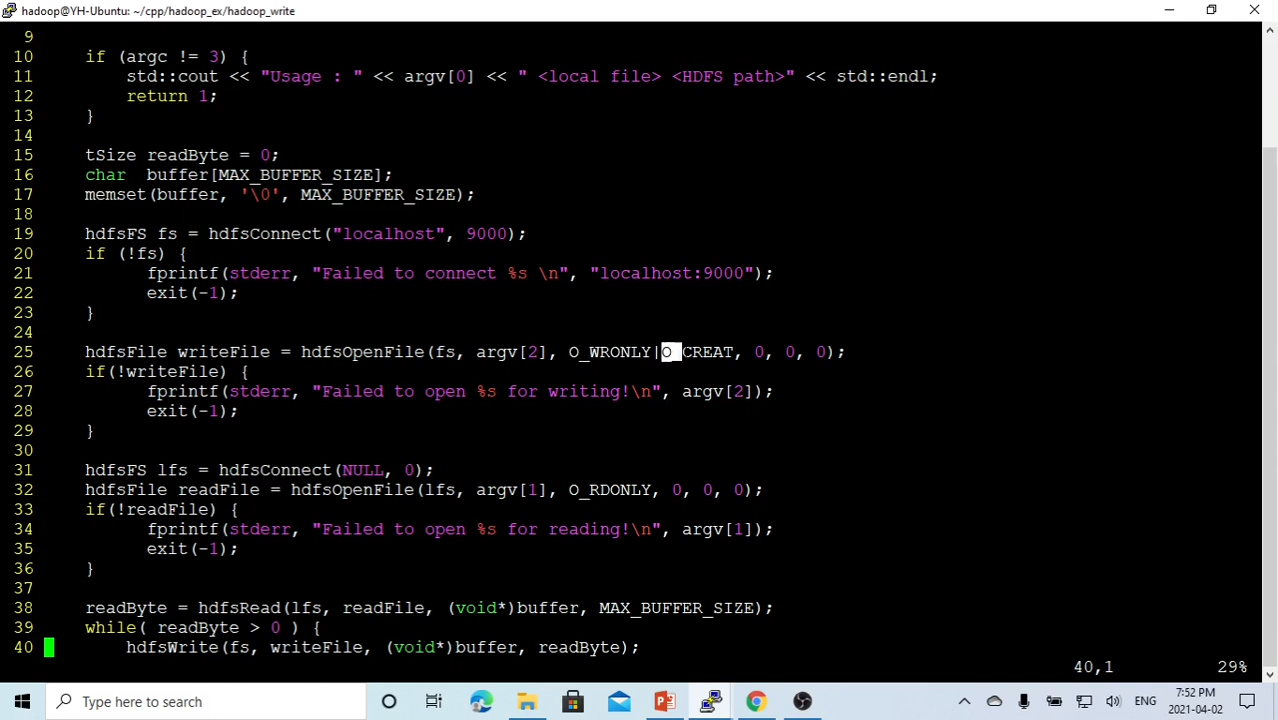 hadoop@YH-Ubuntu: ~/cpp/hadoop_ex/hadoop_write
9
10     if (argc != 3) {
11         std::cout << "Usage : " << argv[0] << " <local file> <HDFS path>" << std::endl;
12         return 1;
13     }
14
15     tSize readByte = 0;
16     char  buffer[MAX_BUFFER_SIZE];
17     memset(buffer, '\0', MAX_BUFFER_SIZE);
18
19     hdfsFS fs = hdfsConnect("localhost", 9000);
20     if (!fs) {
21           fprintf(stderr, "Failed to connect %s \n", "localhost:9000");
22           exit(-1);
23     }
24
25     hdfsFile writeFile = hdfsOpenFile(fs, argv[2], O_WRONLY|O_CREAT, 0, 0, 0);
26     if(!writeFile) {
27           fprintf(stderr, "Failed to open %s for writing!\n", argv[2]);
28           exit(-1);
29     }
30
31     hdfsFS lfs = hdfsConnect(NULL, 0);
32     hdfsFile readFile = hdfsOpenFile(lfs, argv[1], O_RDONLY, 0, 0, 0);
33     if(!readFile) {
34           fprintf(stderr, "Failed to open %s for reading!\n", argv[1]);
35           exit(-1);
36     }
37
38     readByte = hdfsRead(lfs, readFile, (void*)buffer, MAX_BUFFER_SIZE);
39     while( readByte > 0 ) {
40         hdfsWrite(fs, writeFile, (void*)buffer, readByte);
40,1          29%
Type here to search
ENG
7:52 PM
2021-04-02